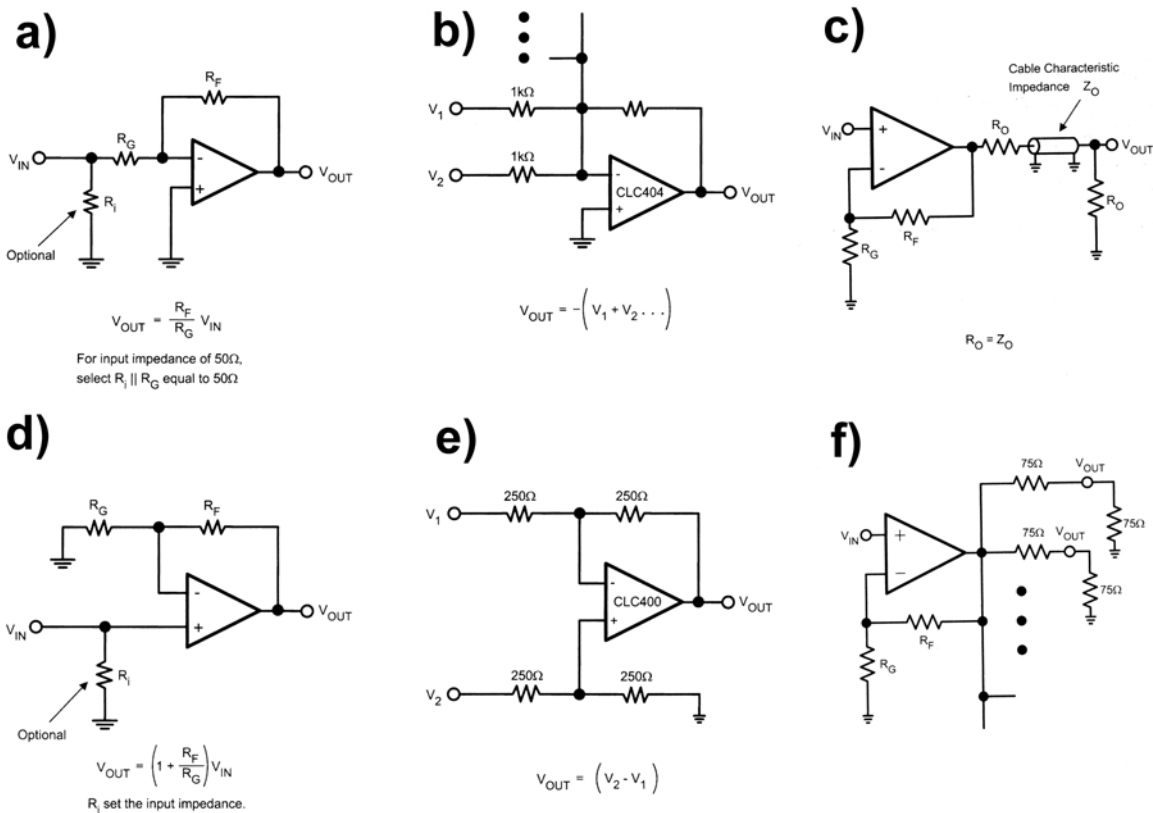 a)
R_F
R_G
V_IN
-
+
V_OUT
R_i
Optional
V_OUT = R_F / R_G V_IN
For input impedance of 50Ω,
select R_i || R_G equal to 50Ω
b)
1kΩ
V_1
1kΩ
V_2
-
+
CLC404
V_OUT
V_OUT = -( V_1 + V_2 . . . )
c)
Cable Characteristic
Impedance Z_O
V_IN
+
-
R_O
V_OUT
R_O
R_F
R_G
R_O = Z_O
d)
R_G
R_F
-
+
V_IN
V_OUT
R_i
Optional
V_OUT = (1 + R_F / R_G) V_IN
R_i set the input impedance.
e)
250Ω
250Ω
V_1
-
+
CLC400
V_OUT
250Ω
250Ω
V_2
V_OUT = ( V_2 - V_1 )
f)
75Ω
V_OUT
75Ω
V_IN
+
-
75Ω
V_OUT
75Ω
R_F
R_G